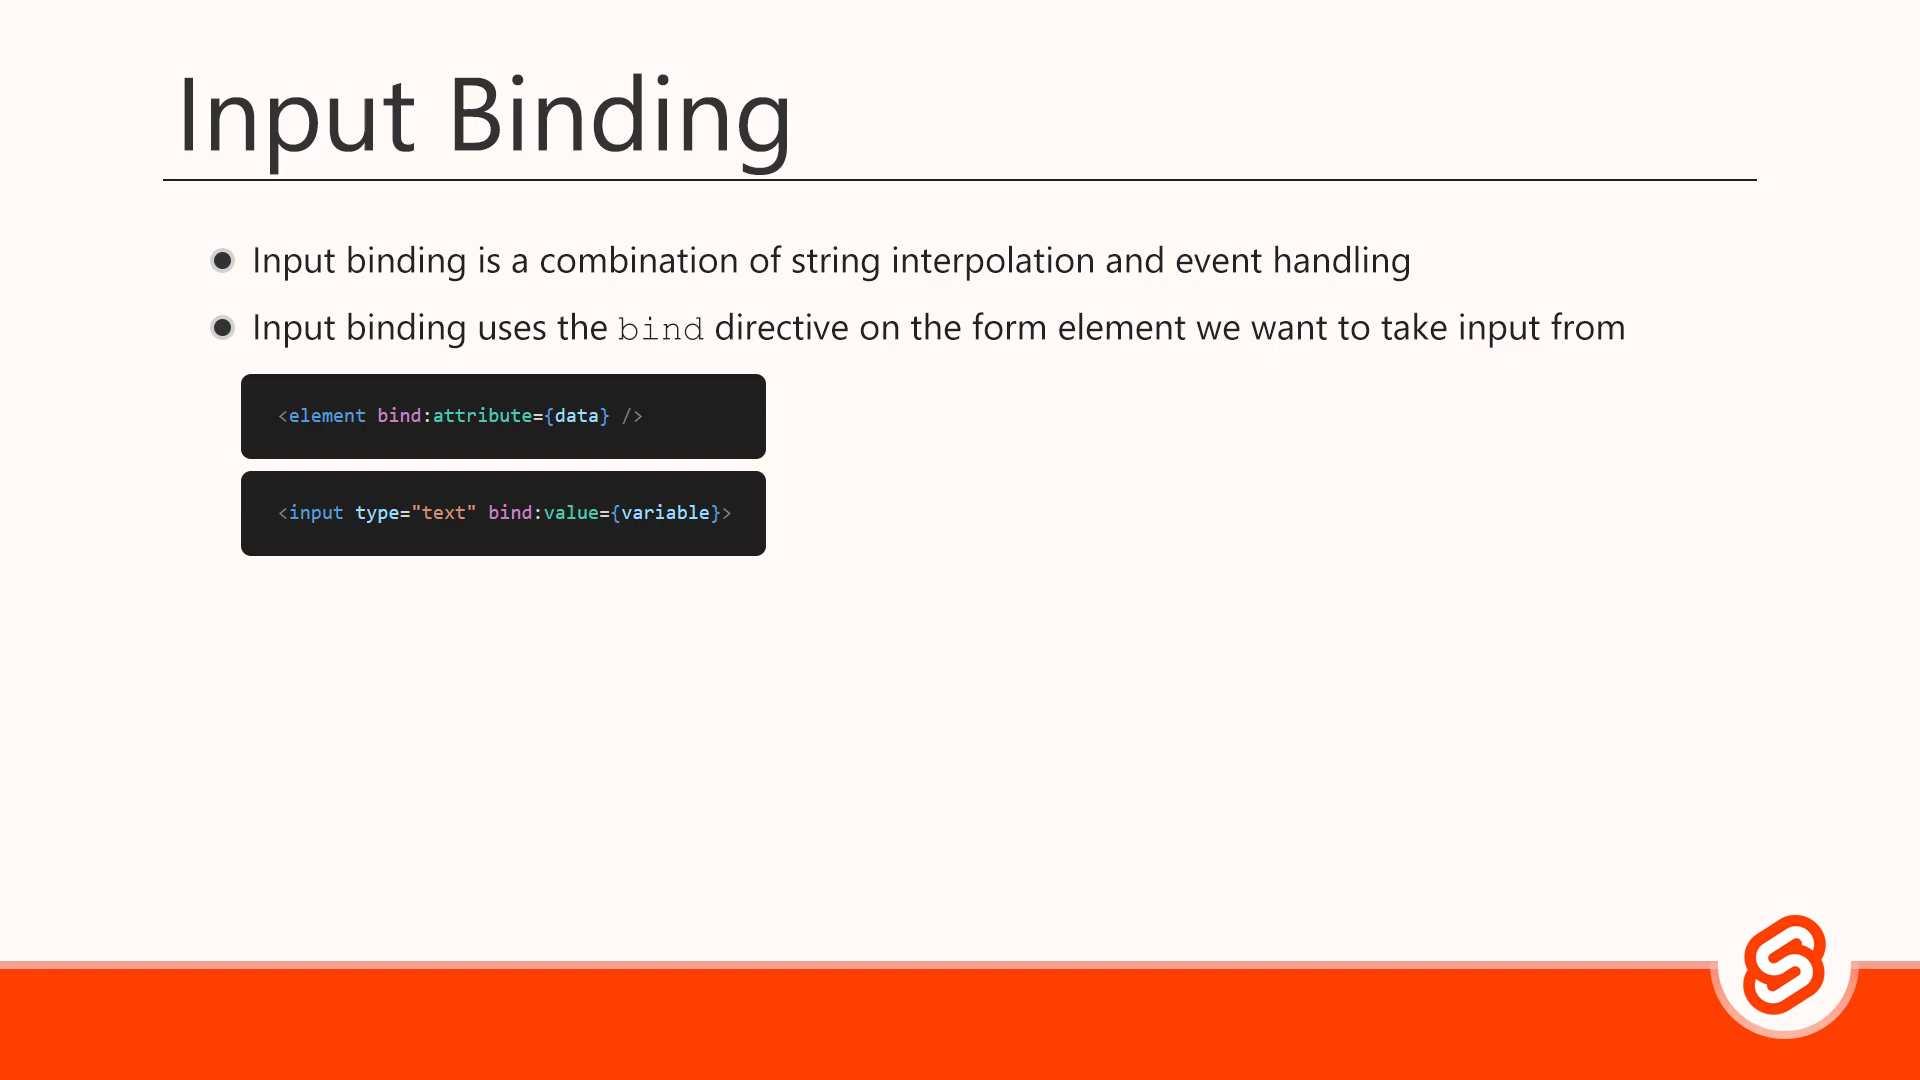 Input Binding
Input binding is a combination of string interpolation and event handling
Input binding uses the bind directive on the form element we want to take input from
<element bind:attribute={data} />
<input type="text" bind:value={variable}>